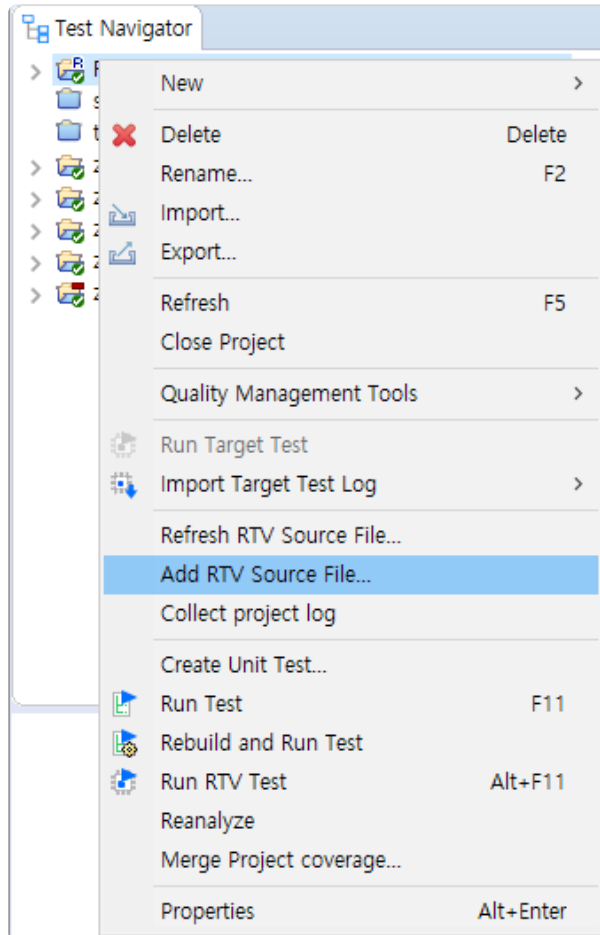 Test Navigator
New
Delete Delete
Rename... F2
Import...
Export...
Refresh F5
Close Project
Quality Management Tools
Run Target Test
Import Target Test Log
Refresh RTV Source File...
Add RTV Source File...
Collect project log
Create Unit Test...
Run Test F11
Rebuild and Run Test
Run RTV Test Alt+F11
Reanalyze
Merge Project coverage...
Properties Alt+Enter